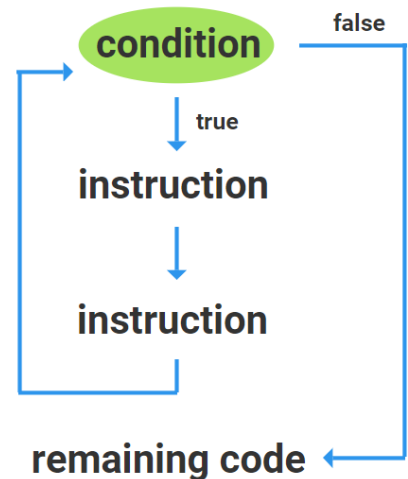 condition
false
true
instruction
instruction
remaining code